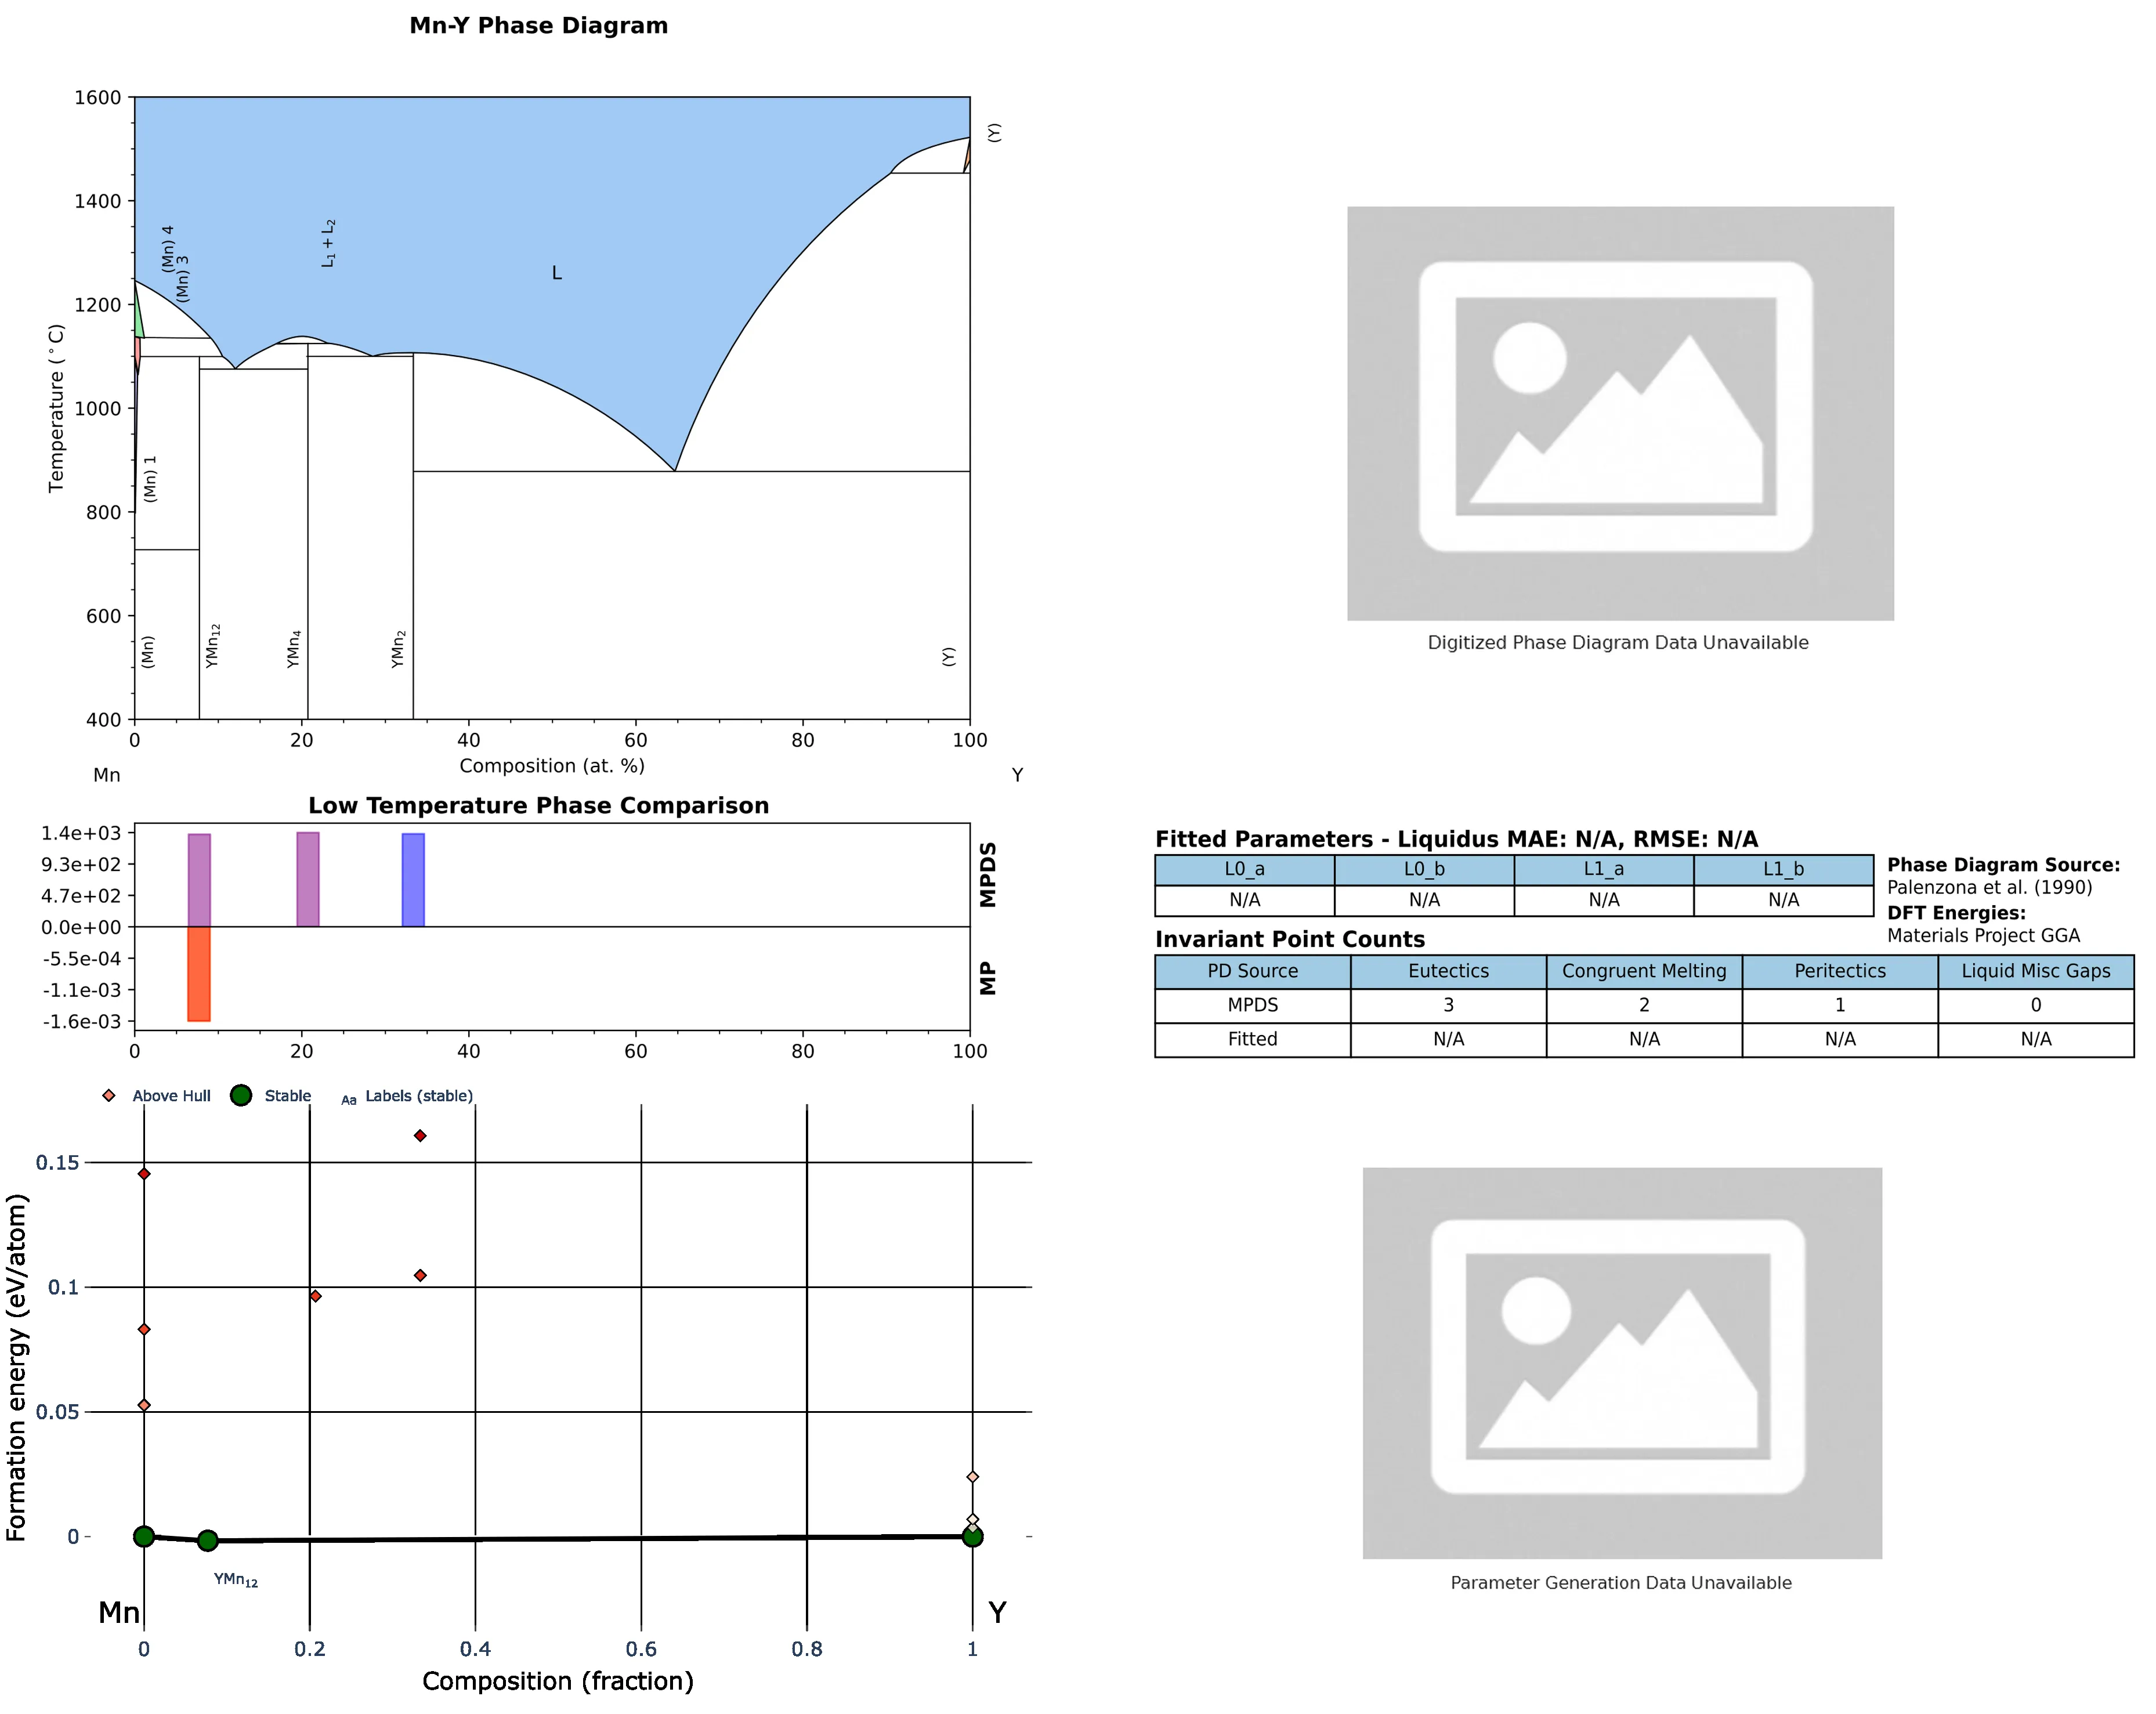 Mn-Y Phase Diagram
1600
1400
1200
1000
800
600
400
Temperature (°C)
(Mn) 4
(Mn) 3
L₁ + L₂
L
(Y)
(Mn) 1
(Mn)
YMn₁₂
YMn₄
YMn₂
(Y)
0 20 40 60 80 100
Composition (at. %)
Mn Y
Digitized Phase Diagram Data Unavailable
Low Temperature Phase Comparison
1.4e+03
9.3e+02
4.7e+02
0.0e+00
-5.5e-04
-1.1e-03
-1.6e-03
MPDS
MP
0 20 40 60 80 100
Fitted Parameters - Liquidus MAE: N/A, RMSE: N/A
L0_a L0_b L1_a L1_b
N/A N/A N/A N/A
Phase Diagram Source:
Palenzona et al. (1990)
DFT Energies:
Materials Project GGA
Invariant Point Counts
PD Source Eutectics Congruent Melting Peritectics Liquid Misc Gaps
MPDS 3 2 1 0
Fitted N/A N/A N/A N/A
Above Hull Stable Aa Labels (stable)
0.15
0.1
0.05
0
Formation energy (eV/atom)
YMn₁₂
Mn Y
0 0.2 0.4 0.6 0.8 1
Composition (fraction)
Parameter Generation Data Unavailable